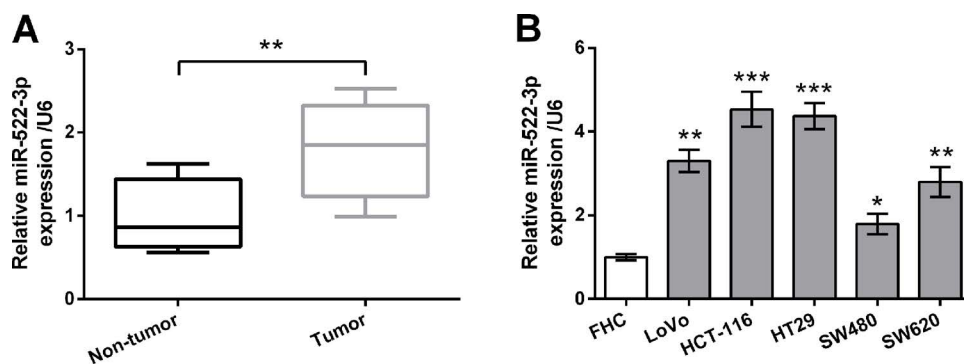 A
Relative miR-522-3p
expression /U6
3
2
1
0
**
Non-tumor
Tumor
B
Relative miR-522-3p
expression /U6
6
4
2
0
**
***
***
*
**
FHC
LoVo
HCT-116
HT29
SW480
SW620